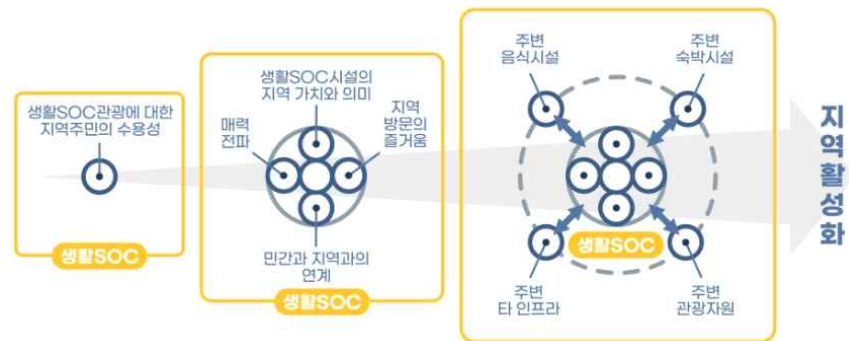 생활SOC관광에 대한
지역주민의 수용성
생활SOC
생활SOC시설의
지역 가치와 의미
매력
전파
지역
방문의
즐거움
민간과 지역과의
연계
생활SOC
주변
음식시설
주변
숙박시설
생활SOC
주변
타 인프라
주변
관광자원
지역활성화